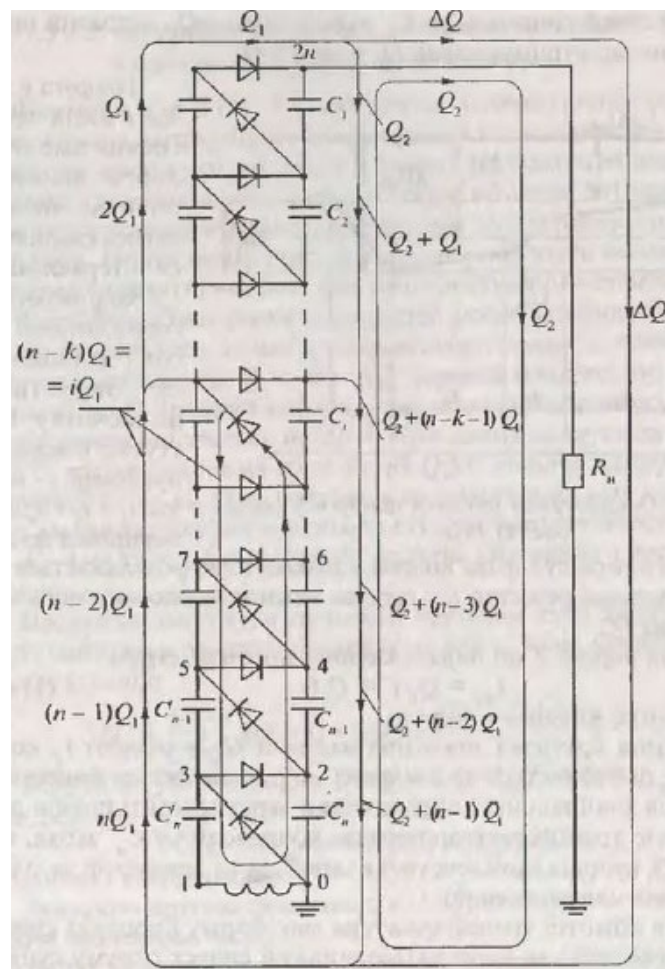 Q₁
ΔQ
2н
Q₁
C₁
Q₂
Q₂
2Q₁
C₂
Q₂ + Q₁
Q₂
ΔQ
(n – k)Q₁ =
= iQ₁
Cᵢ
Q₂ + (n – k – 1) Q₁
Rн
7
6
(n – 2)Q₁
Q₂ + (n – 3) Q₁
5
4
(n – 1)Q₁
C'ₙ₋₁
Cₙ₋₁
Q₂ + (n – 2) Q₁
3
2
nQ₁
C'ₙ
Cₙ
Q₂ + (n – 1) Q₁
1
0